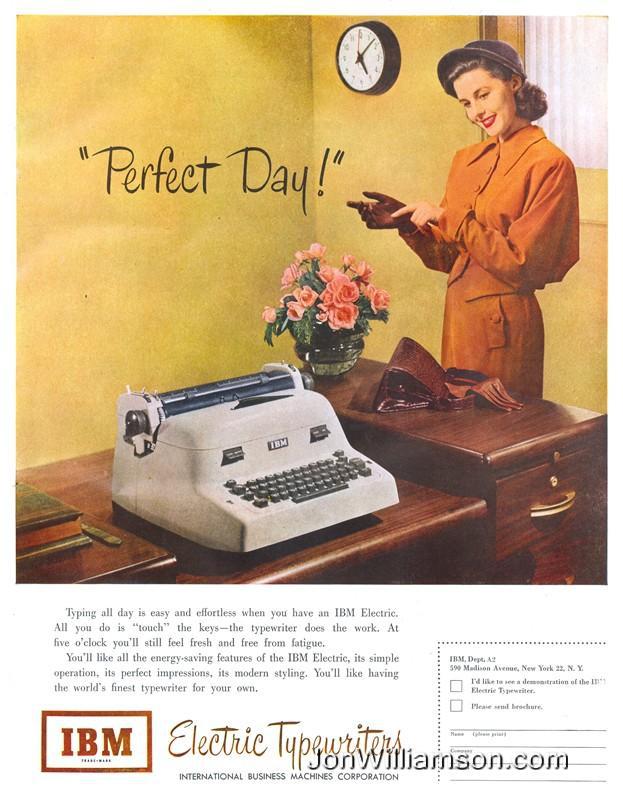 "Perfect Day!"
IBM
Typing all day is easy and effortless when you have an IBM Electric.
All you do is "touch" the keys—the typewriter does the work. At
five o'clock you'll still feel fresh and free from fatigue.
You'll like all the energy-saving features of the IBM Electric, its simple
operation, its perfect impressions, its modern styling. You'll like having
the world's finest typewriter for your own.
IBM
TRADE-MARK
Electric Typewriters
INTERNATIONAL BUSINESS MACHINES CORPORATION
IBM, Dept. A2
590 Madison Avenue, New York 22, N. Y.
I'd like to see a demonstration of the IBM
Electric Typewriter.
Please send brochure.
Name (please print)
Company
JonWilliamson.com